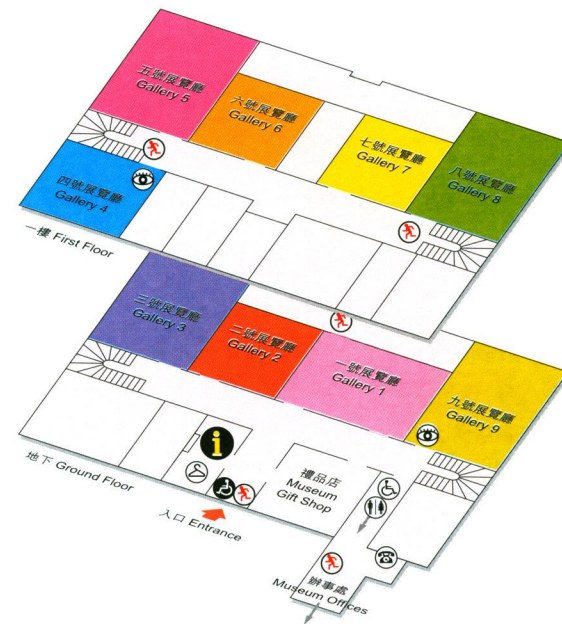 五號展覽廳
Gallery 5
六號展覽廳
Gallery 6
七號展覽廳
Gallery 7
八號展覽廳
Gallery 8
四號展覽廳
Gallery 4
一樓 First Floor
三號展覽廳
Gallery 3
二號展覽廳
Gallery 2
一號展覽廳
Gallery 1
九號展覽廳
Gallery 9
i
地下 Ground Floor
禮品店
Museum
Gift Shop
入口 Entrance
辦事處
Museum Offices